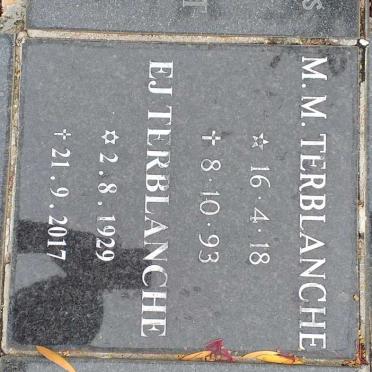 M. M. TERBLANCHE
☆ 16 · 4 · 18
✝ 8 · 10 · 93
EJ TERBLANCHE
✡ 2 . 8 . 1929
✝ 21 . 9 . 2017